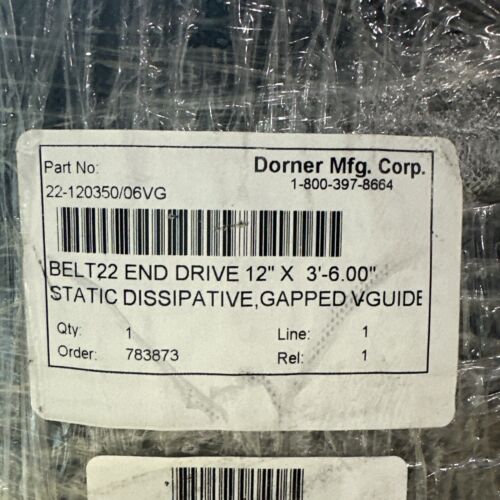 Part No: Dorner Mfg. Corp.
22-120350/06VG 1-800-397-8664
BELT22 END DRIVE 12" X 3'-6.00"
STATIC DISSIPATIVE,GAPPED VGUIDE
Qty: 1 Line: 1
Order: 783873 Rel: 1